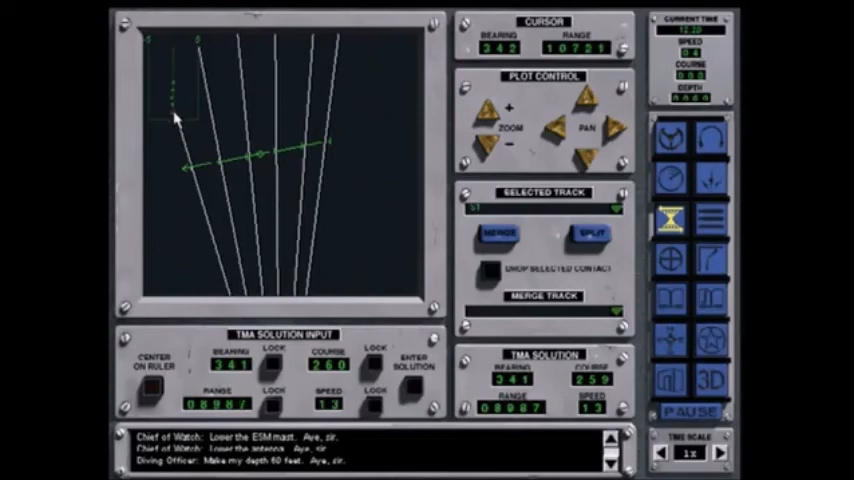 CURSOR
BEARING
RANGE
342
10721
PLOT CONTROL
+
ZOOM
PAN
-
SELECTED TRACK
S1
MERGE
SPLIT
DROP SELECTED CONTACT
MERGE TRACK
CURRENT TIME
SPEED
04
COURSE
DEPTH
3D
PAUSE
TIME SCALE
1x
TMA SOLUTION INPUT
CENTER
ON RULER
BEARING
LOCK
COURSE
LOCK
ENTER
SOLUTION
341
260
RANGE
LOCK
SPEED
LOCK
08987
13
TMA SOLUTION
BEARING
COURSE
341
259
RANGE
SPEED
08987
13
Chief of Watch: Lower the ESM mast. Aye, sir.
Chief of Watch: Lower the antenna. Aye, sir.
Diving Officer: Make my depth 60 feet. Aye, sir.